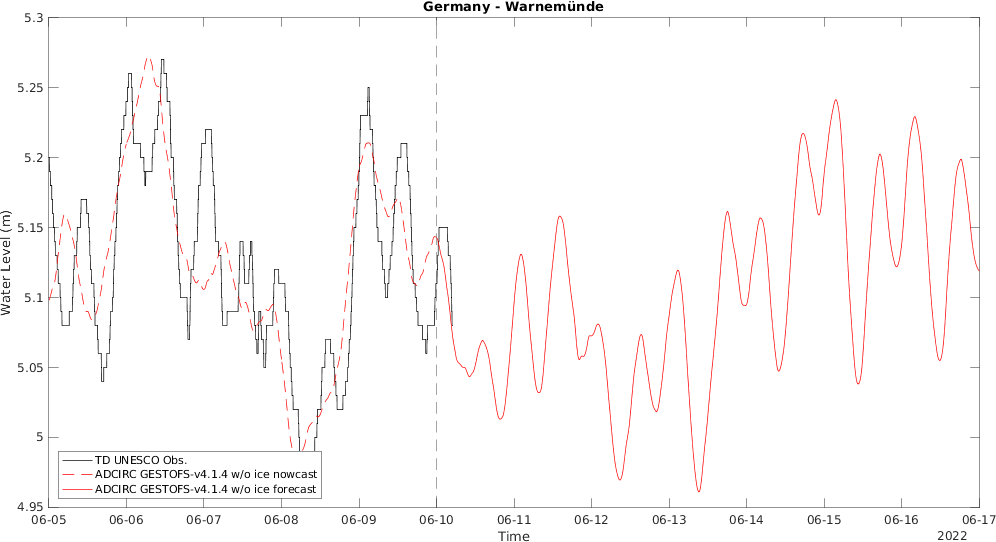 Germany - Warnemünde
5.3
5.25
5.2
5.15
5.1
5.05
5
4.95
Water Level (m)
TD UNESCO Obs.
ADCIRC GESTOFS-v4.1.4 w/o ice nowcast
ADCIRC GESTOFS-v4.1.4 w/o ice forecast
06-05 06-06 06-07 06-08 06-09 06-10 06-11 06-12 06-13 06-14 06-15 06-16 06-17
Time
2022